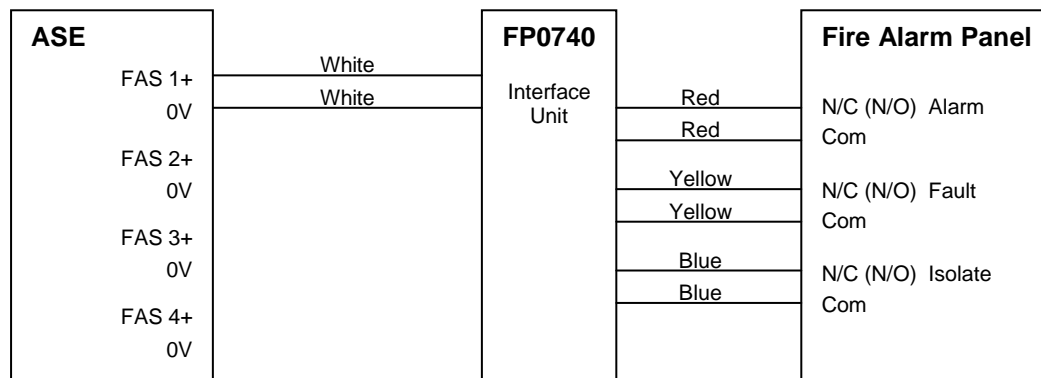 ASE
FAS 1+
0V
FAS 2+
0V
FAS 3+
0V
FAS 4+
0V
White
White
FP0740
Interface
Unit
Red
Red
Yellow
Yellow
Blue
Blue
Fire Alarm Panel
N/C (N/O) Alarm
Com
N/C (N/O) Fault
Com
N/C (N/O) Isolate
Com